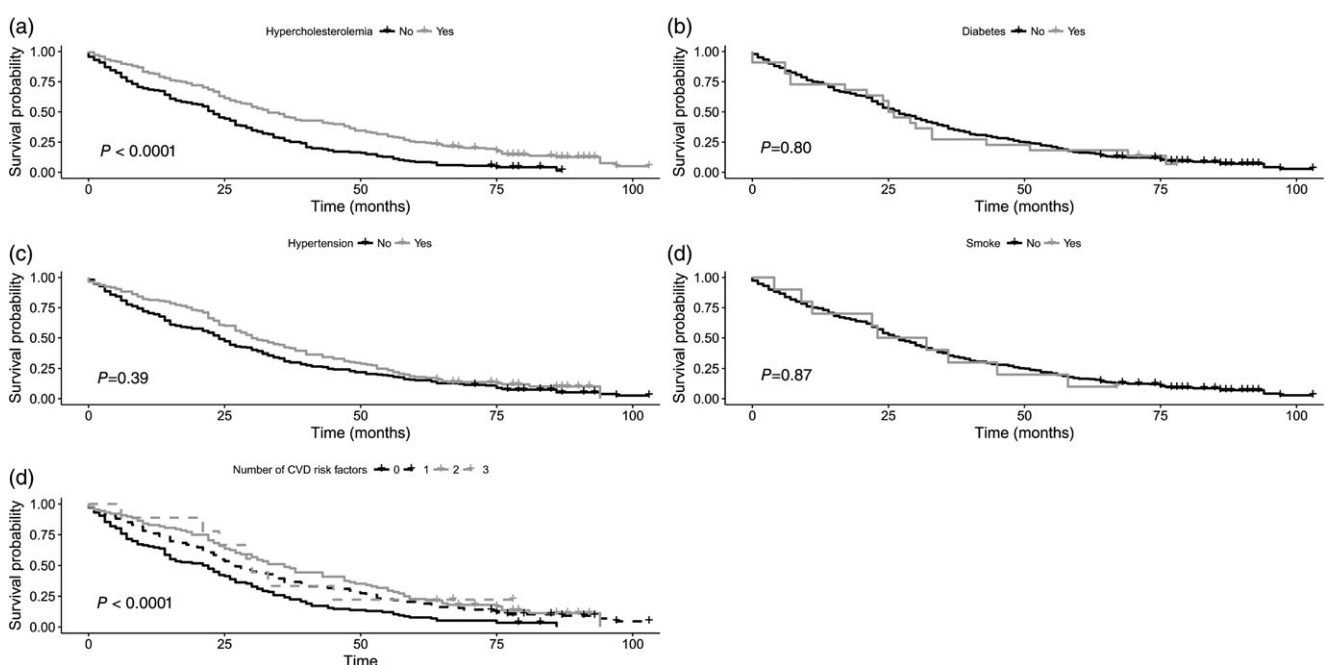 (a)
Hypercholesterolemia No Yes
Survival probability
1.00
0.75
0.50
0.25
0.00
P < 0.0001
0 25 50 75 100
Time (months)
(b)
Diabetes No Yes
Survival probability
1.00
0.75
0.50
0.25
0.00
P=0.80
0 25 50 75 100
Time (months)
(c)
Hypertension No Yes
Survival probability
1.00
0.75
0.50
0.25
0.00
P=0.39
0 25 50 75 100
Time (months)
(d)
Smoke No Yes
Survival probability
1.00
0.75
0.50
0.25
0.00
P=0.87
0 25 50 75 100
Time (months)
(d)
Number of CVD risk factors 0 1 2 3
Survival probability
1.00
0.75
0.50
0.25
0.00
P < 0.0001
0 25 50 75 100
Time